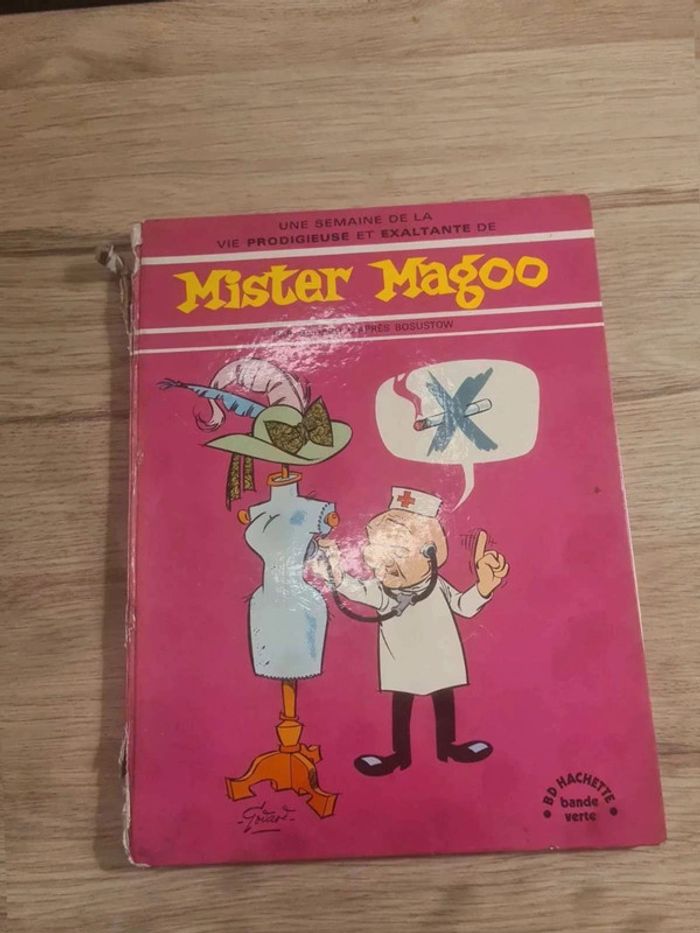 UNE SEMAINE DE LA
VIE PRODIGIEUSE ET EXALTANTE DE
Mister Magoo
D'APRÈS BOSUSTOW
BD HACHETTE
bande
verte